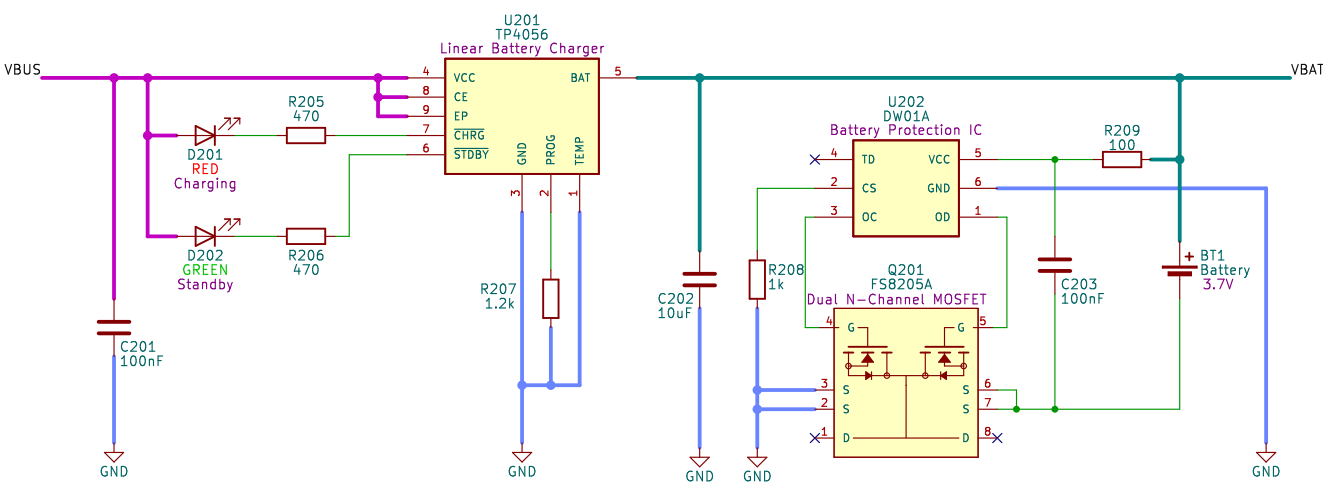 VBUS
U201
TP4056
Linear Battery Charger
4 VCC
8 CE
9 EP
7 CHRG
6 STDBY
BAT 5
GND
PROG
TEMP
3
2
1
D201
RED
Charging
R205
470
D202
GREEN
Standby
R206
470
C201
100nF
GND
R207
1.2k
GND
VBAT
C202
10uF
GND
U202
DW01A
Battery Protection IC
4 TD
2 CS
3 OC
VCC 5
GND 6
OD 1
R209
100
R208
1k
GND
Q201
FS8205A
Dual N-Channel MOSFET
4 G
G 5
3 S
S 6
2 S
S 7
1 D
D 8
C203
100nF
+ BT1
Battery
3.7V
GND